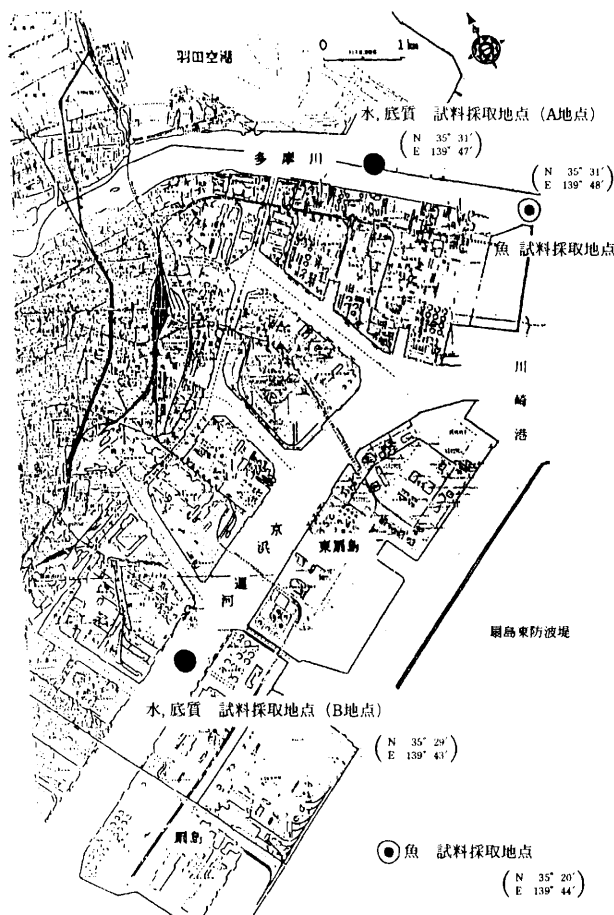 羽田空港
0 1 km
水, 底質 試料採取地点 (A地点)
( N 35° 31′
E 139° 47′ )
多摩川
( N 35° 31′
E 139° 48′ )
魚 試料採取地点
川崎港
京浜運河
東扇島
扇島東防波堤
水, 底質 試料採取地点 (B地点)
( N 35° 29′
E 139° 43′ )
扇島
魚 試料採取地点
( N 35° 20′
E 139° 44′ )